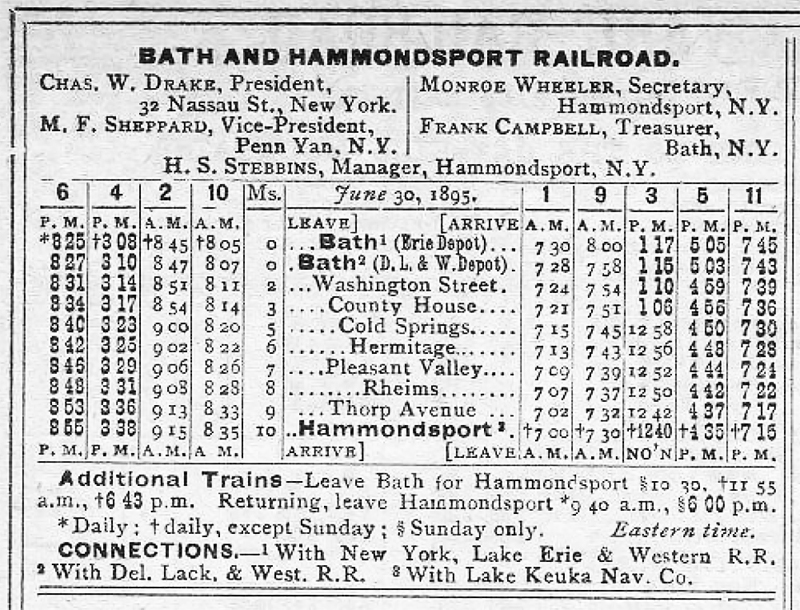 BATH AND HAMMONDSPORT RAILROAD.
CHAS. W. DRAKE, President, MONROE WHEELER, Secretary,
32 Nassau St., New York. Hammondsport, N.Y.
M. F. SHEPPARD, Vice-President, FRANK CAMPBELL, Treasurer,
Penn Yan, N.Y. Bath, N.Y.
H. S. STEBBINS, Manager, Hammondsport, N.Y.
6 4 2 10 Ms. June 30, 1895. 1 9 3 5 11
P. M. P. M. A. M. A. M. LEAVE] [ARRIVE A. M. A. M. P. M. P. M. P. M.
*8 25 †3 08 †8 45 †8 05 0 ...Bath¹ (Erie Depot)... 7 30 8 00 1 17 5 05 7 45
8 27 3 10 8 47 8 07 0 .Bath² (D. L. & W. Depot). 7 28 7 58 1 15 5 03 7 43
8 31 3 14 8 51 8 11 2 ...Washington Street. 7 24 7 54 1 10 4 59 7 39
8 34 3 17 8 54 8 14 3 ....County House..... 7 21 7 51 1 06 4 56 7 36
8 40 3 23 9 00 8 20 5 .....Cold Springs..... 7 15 7 45 12 58 4 50 7 30
8 42 3 25 9 02 8 22 6 ......Hermitage....... 7 13 7 43 12 56 4 48 7 28
8 46 3 29 9 06 8 26 7 ....Pleasant Valley.... 7 09 7 39 12 52 4 44 7 24
8 48 3 31 9 08 8 28 8 ........Rheims........ 7 07 7 37 12 50 4 42 7 22
8 53 3 36 9 13 8 33 9 ...Thorp Avenue ... 7 02 7 32 12 42 4 37 7 17
8 55 3 38 9 15 8 35 10 ..Hammondsport ³. †7 00 †7 30 †12 40 †4 35 †7 15
P. M. P. M. A. M. A M. ARRIVE] [LEAVE A. M. A. M. NO'N P. M. P. M.
Additional Trains—Leave Bath for Hammondsport §10 30, †11 55
a.m., †6 43 p.m. Returning, leave Hammondsport *9 40 a.m., §6 00 p.m.
* Daily; † daily, except Sunday; § Sunday only. Eastern time.
CONNECTIONS.—¹ With New York, Lake Erie & Western R.R.
² With Del. Lack. & West. R.R. ³ With Lake Keuka Nav. Co.